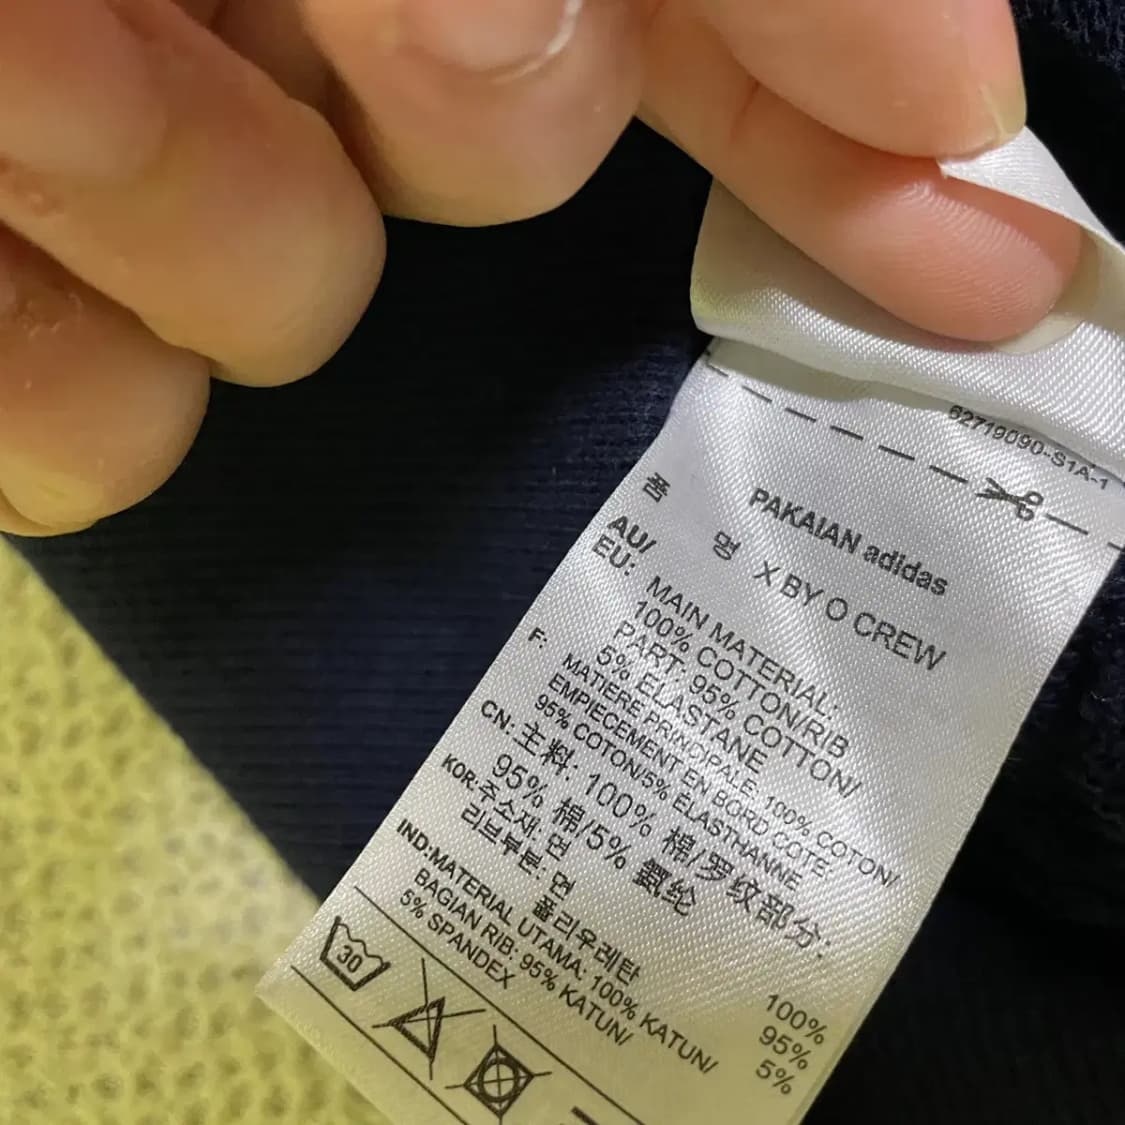 62719090-S1A-1
PAKAIAN adidas
품 명 X BY O CREW
AU/
EU: MAIN MATERIAL:
100% COTTON/RIB
PART: 95% COTTON/
5% ELASTANE
F: MATIERE PRINDIPALE: 100% COTON/
EMPIECEMENT EN BORD COTE:
95% COTON/5% ELASTHANNE
CN: 主料: 100% 棉/罗纹部分:
95% 棉/5% 氨纶
KOR: 주소재: 면 100%
리브부분: 면 95%
폴리우레탄 5%
IND: MATERIAL UTAMA: 100% KATUN/
BAGIAN RIB: 95% KATUN/
5% SPANDEX
30